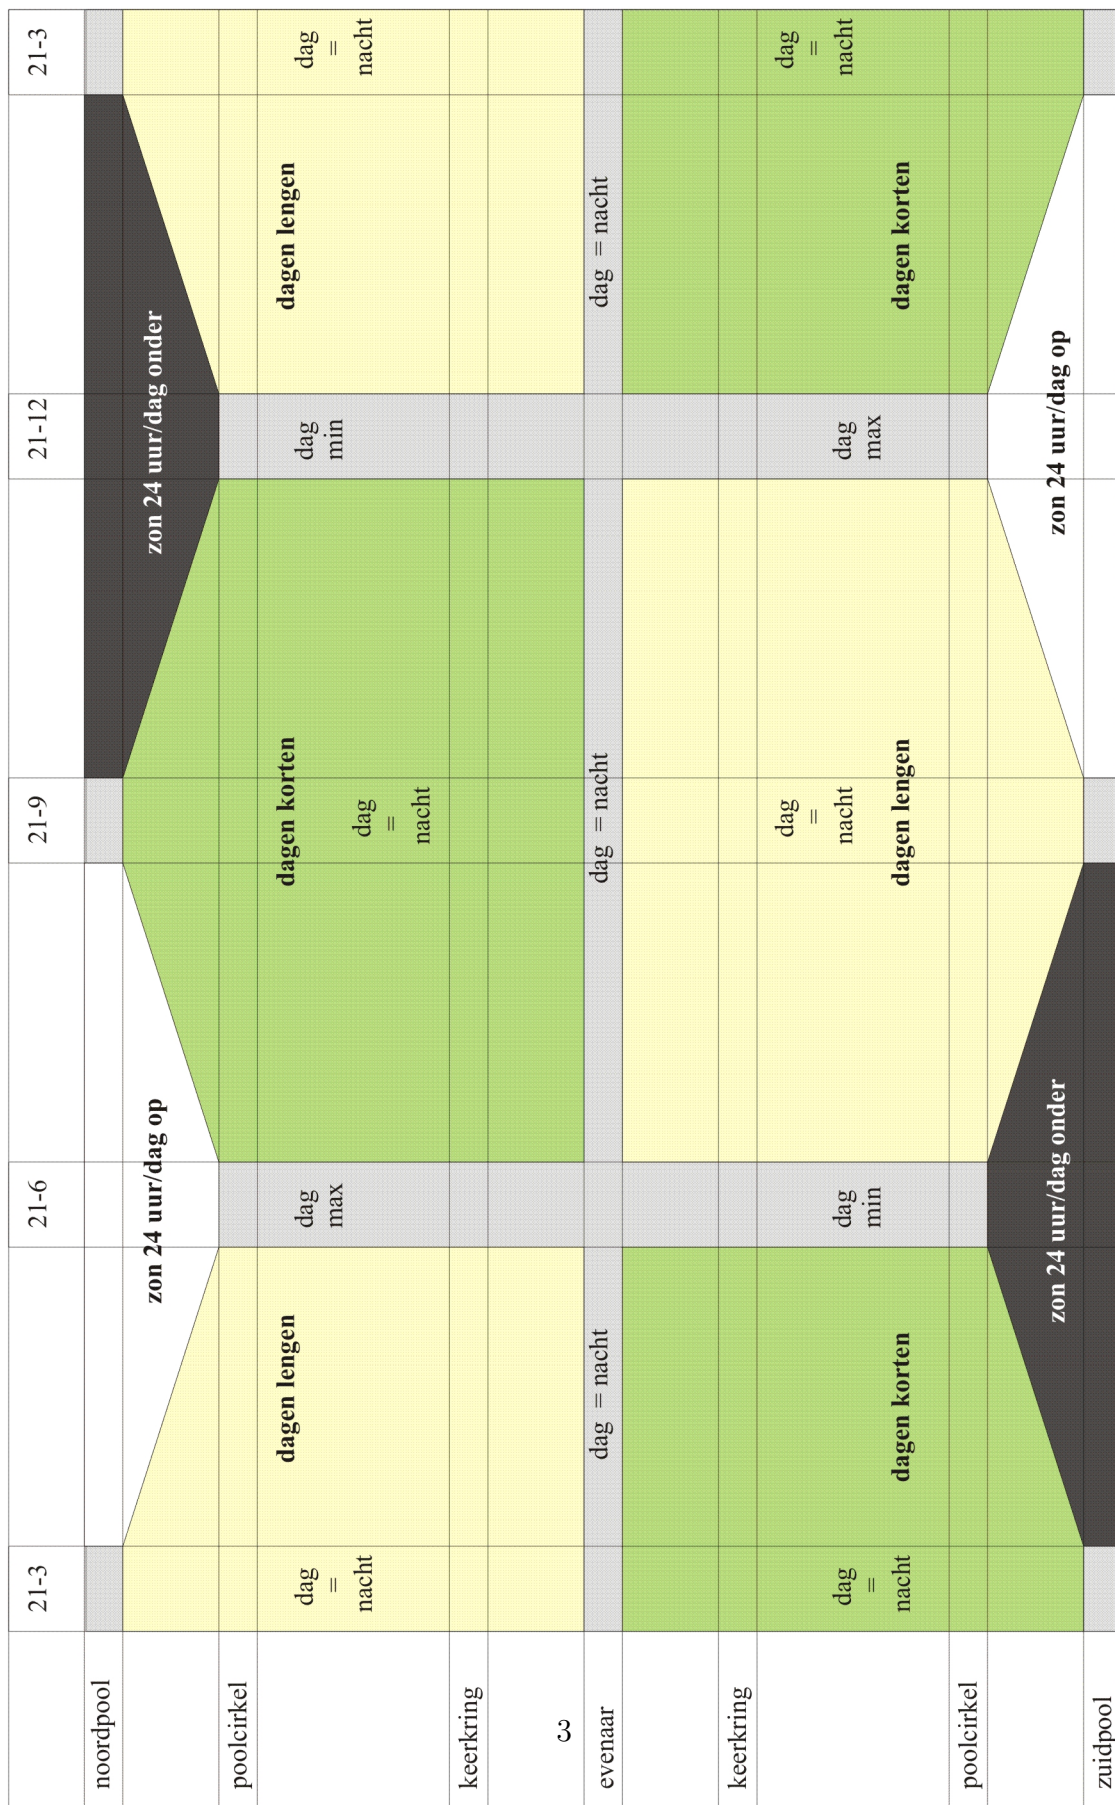 21-3 21-6 21-9 21-12 21-3
noordpool
zon 24 uur/dag op zon 24 uur/dag onder
poolcirkel
dagen lengen dagen korten dagen lengen
dag dag dag dag
= max min =
nacht nacht
dag
=
nacht
keerkring
evenaar dag = nacht dag = nacht dag = nacht
keerkring
dag dag
= =
nacht nacht
dag dag dag
= min max
nacht
dagen korten dagen lengen dagen korten
poolcirkel
zon 24 uur/dag onder zon 24 uur/dag op
zuidpool
3